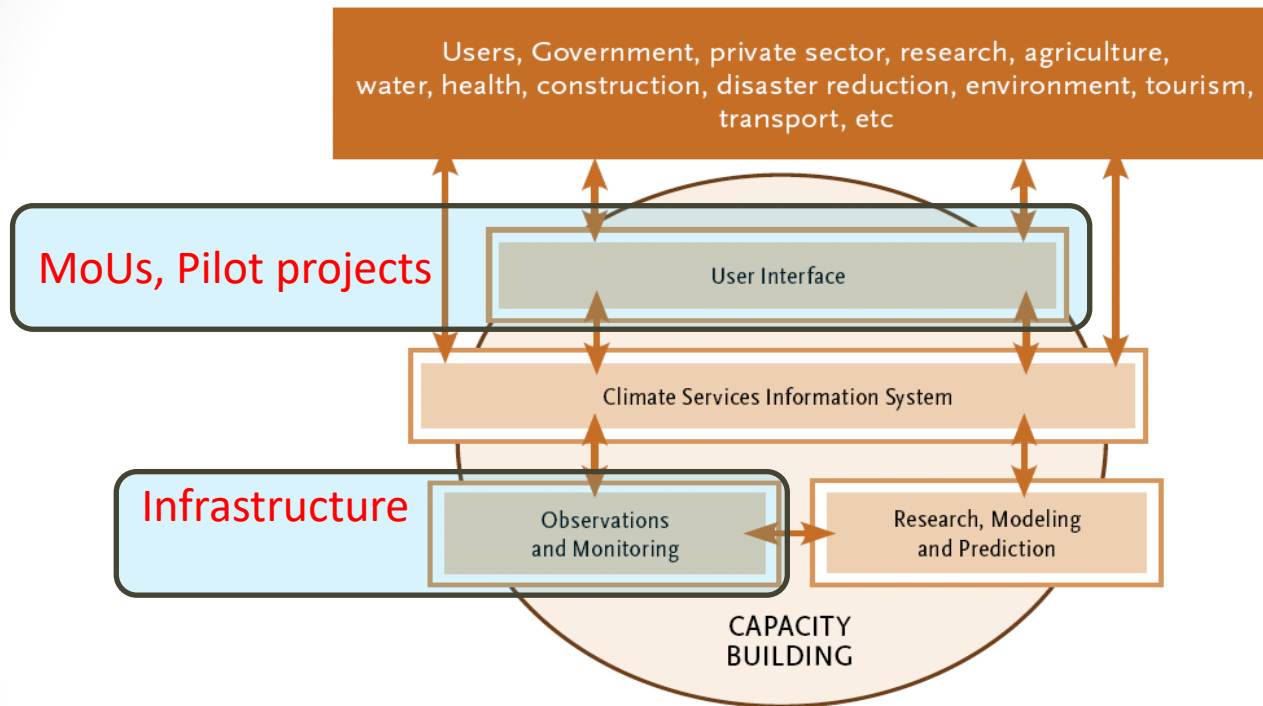 Users, Government, private sector, research, agriculture,
water, health, construction, disaster reduction, environment, tourism,
transport, etc
MoUs, Pilot projects
User Interface
Climate Services Information System
Infrastructure
Observations
and Monitoring
Research, Modeling
and Prediction
CAPACITY
BUILDING